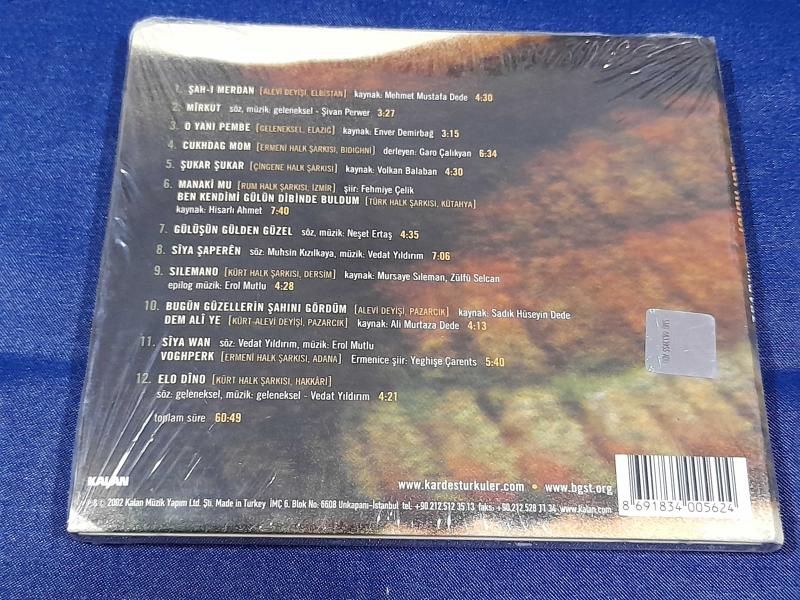 1. ŞAH-I MERDAN [ALEVİ DEYİŞİ, ELBİSTAN] kaynak: Mehmet Mustafa Dede 4:30
2. MİRKUT söz, müzik: geleneksel - Şivan Perwer 3:27
3. O YANI PEMBE [GELENEKSEL, ELAZIĞ] kaynak: Enver Demirbağ 3:15
4. CUKHDAG MOM [ERMENİ HALK ŞARKISI, BIDIGHNİ] derleyen: Garo Çalıkyan 6:34
5. ŞUKAR ŞUKAR [ÇİNGENE HALK ŞARKISI] kaynak: Volkan Balaban 4:30
6. MANAKİ MU [RUM HALK ŞARKISI, İZMİR] şiir: Fehmiye Çelik
BEN KENDİMİ GÜLÜN DİBİNDE BULDUM [TÜRK HALK ŞARKISI, KÜTAHYA]
kaynak: Hisarlı Ahmet 7:40
7. GÜLÜŞÜN GÜLDEN GÜZEL söz, müzik: Neşet Ertaş 4:35
8. SİYA ŞAPERÊN söz: Muhsin Kızılkaya, müzik: Vedat Yıldırım 7:06
9. SILEMANO [KÜRT HALK ŞARKISI, DERSİM] kaynak: Mursaye Sıleman, Zülfü Selcan
epilog müzik: Erol Mutlu 4:28
10. BUGÜN GÜZELLERİN ŞAHINI GÖRDÜM [ALEVİ DEYİŞİ, PAZARCIK] kaynak: Sadık Hüseyin Dede
DEM ALİ YE [KÜRT-ALEVİ DEYİŞİ, PAZARCIK] kaynak: Ali Murtaza Dede 4:13
11. SİYA WAN söz: Vedat Yıldırım, müzik: Erol Mutlu
VOGHPERK [ERMENİ HALK ŞARKISI, ADANA] Ermenice şiir: Yeghişe Çarents 5:40
12. ELO DÎNO [KÜRT HALK ŞARKISI, HAKKÂRİ]
söz: geleneksel, müzik: geleneksel - Vedat Yıldırım 4:21
toplam süre 60:49
KALAN
www.kardesturkuler.com • www.bgst.org
P & © 2002 Kalan Müzik Yapım Ltd. Şti. Made in Turkey İMÇ 6. Blok No: 6608 Unkapanı-İstanbul tel: +90.212.512 35 13 faks: +90.212.528 11 34 www.kalan.com
8 691834 005624